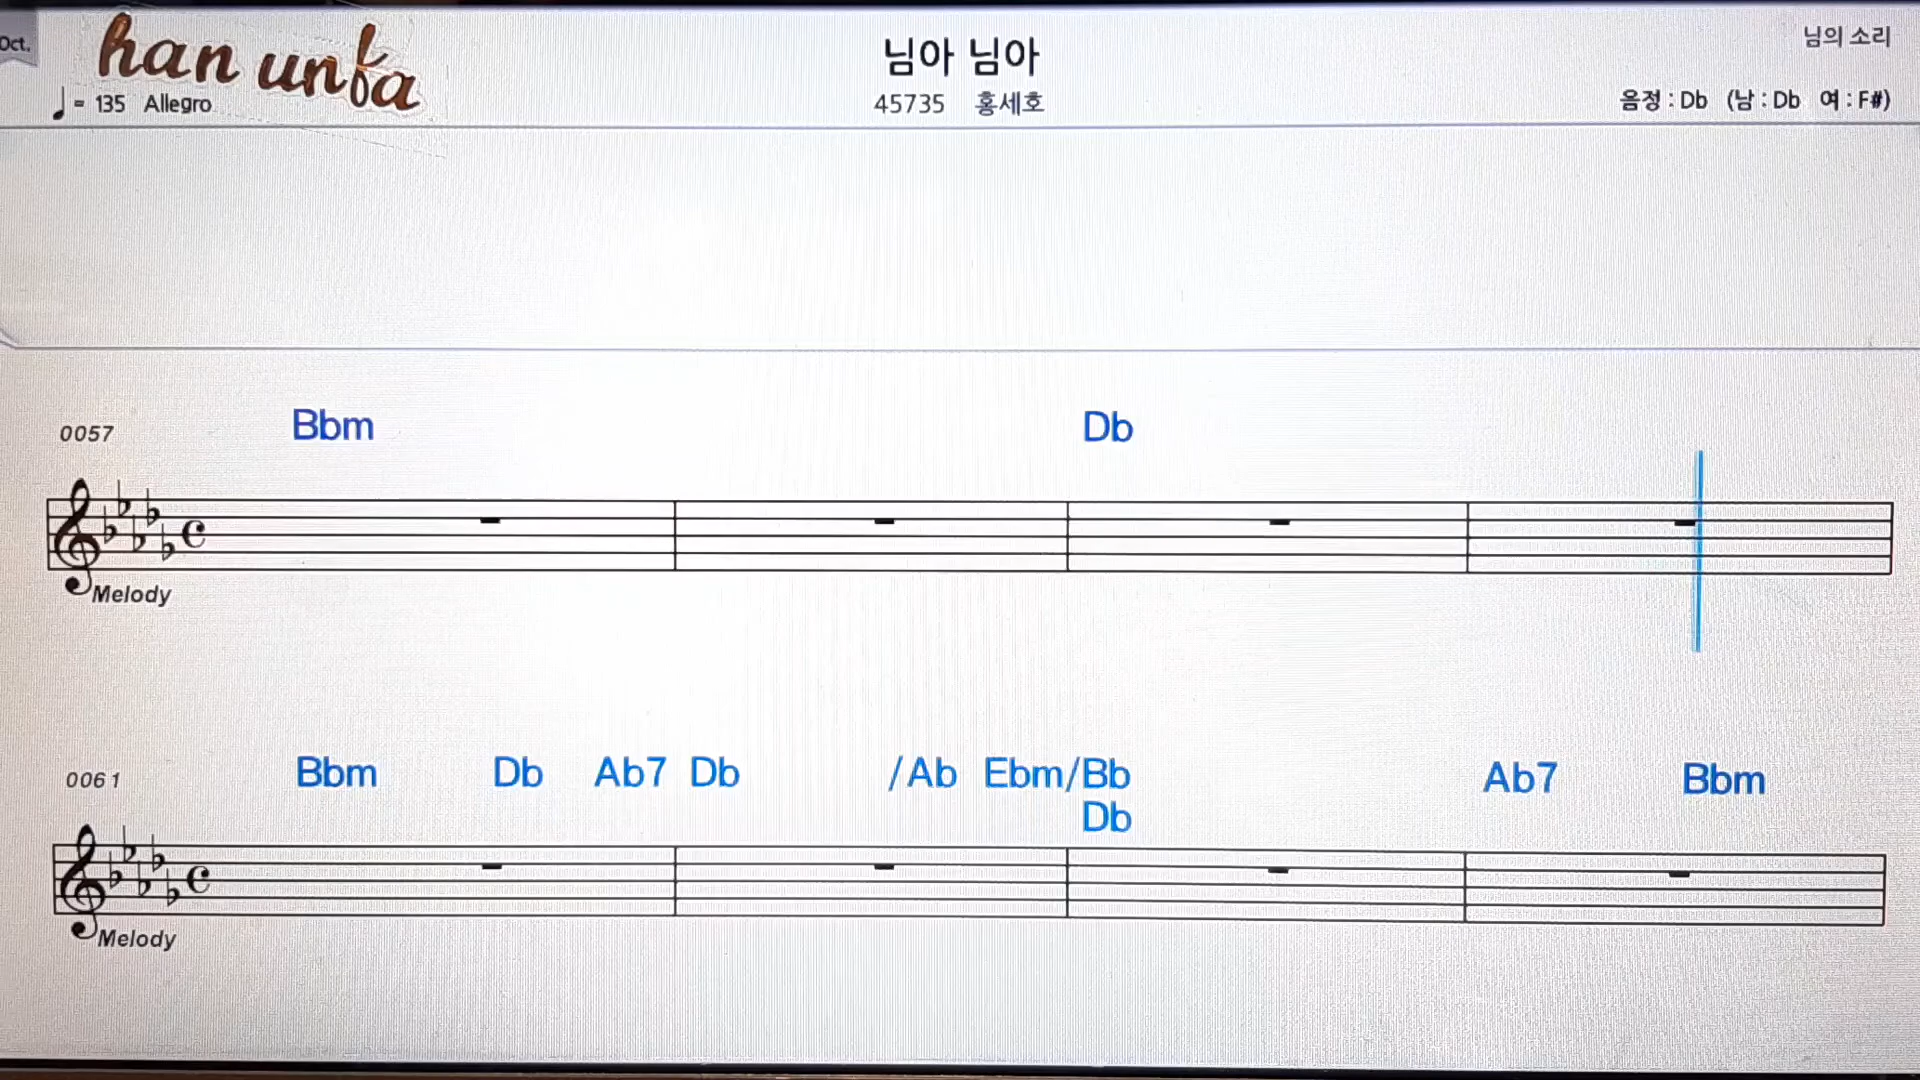 Oct.
han unfa
♩ = 135 Allegro
님아 님아
45735 홍세호
님의 소리
음정 : Db (남 : Db 여 : F#)
0057 Bbm Db
Melody
0061 Bbm Db Ab7 Db /Ab Ebm/Bb Ab7 Bbm
Db
Melody